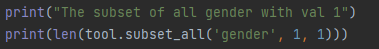 print("The subset of all gender with val 1")
print(len(tool.subset_all('gender', 1, 1)))